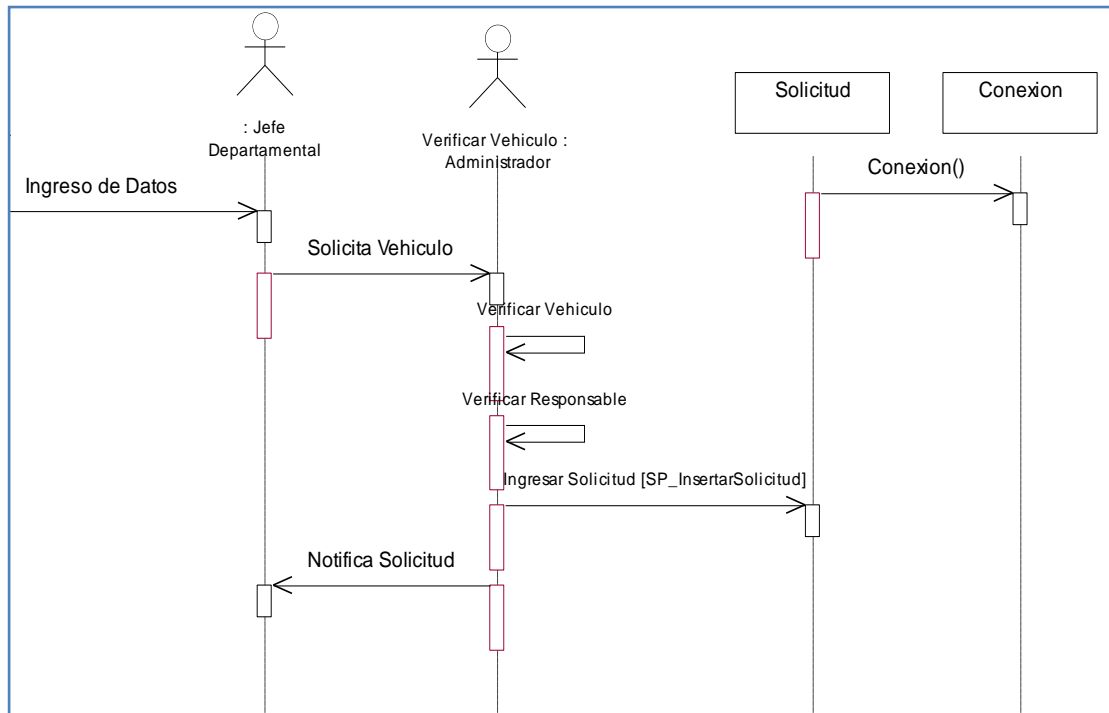 Solicitud
Conexion
: Jefe
Departamental
Verificar Vehiculo :
Administrador
Conexion()
Ingreso de Datos
Solicita Vehiculo
Verificar Vehiculo
Verificar Responsable
Ingresar Solicitud [SP_InsertarSolicitud]
Notifica Solicitud